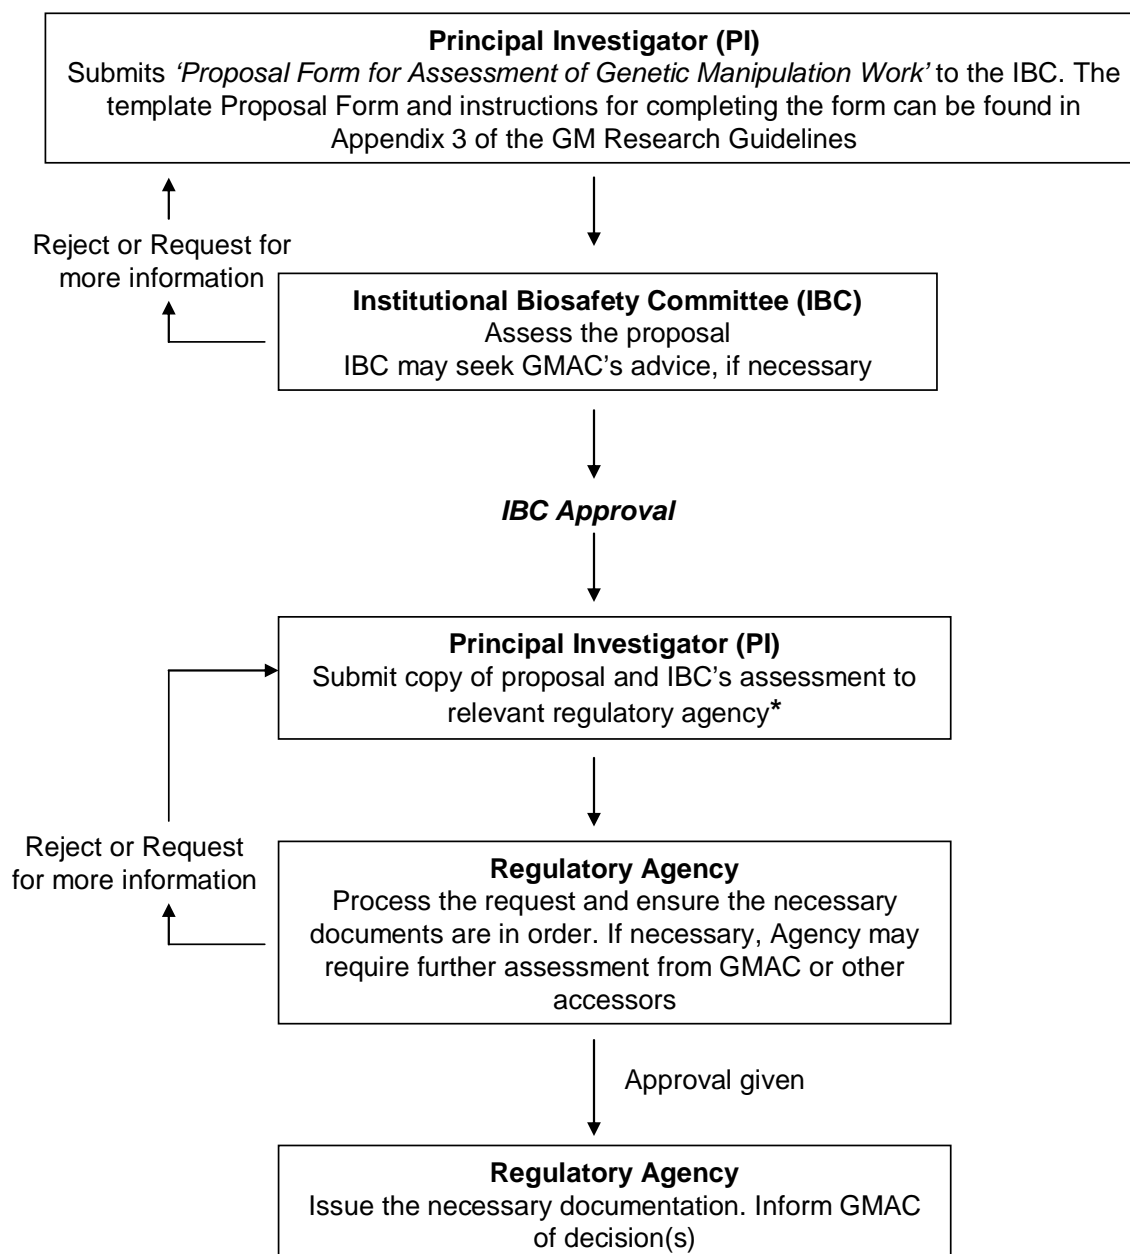 Principal Investigator (PI)
Submits ‘Proposal Form for Assessment of Genetic Manipulation Work’ to the IBC. The
template Proposal Form and instructions for completing the form can be found in
Appendix 3 of the GM Research Guidelines
Reject or Request for
more information
Institutional Biosafety Committee (IBC)
Assess the proposal
IBC may seek GMAC’s advice, if necessary
IBC Approval
Principal Investigator (PI)
Submit copy of proposal and IBC’s assessment to
relevant regulatory agency*
Reject or Request
for more information
Regulatory Agency
Process the request and ensure the necessary
documents are in order. If necessary, Agency may
require further assessment from GMAC or other
accessors
Approval given
Regulatory Agency
Issue the necessary documentation. Inform GMAC
of decision(s)